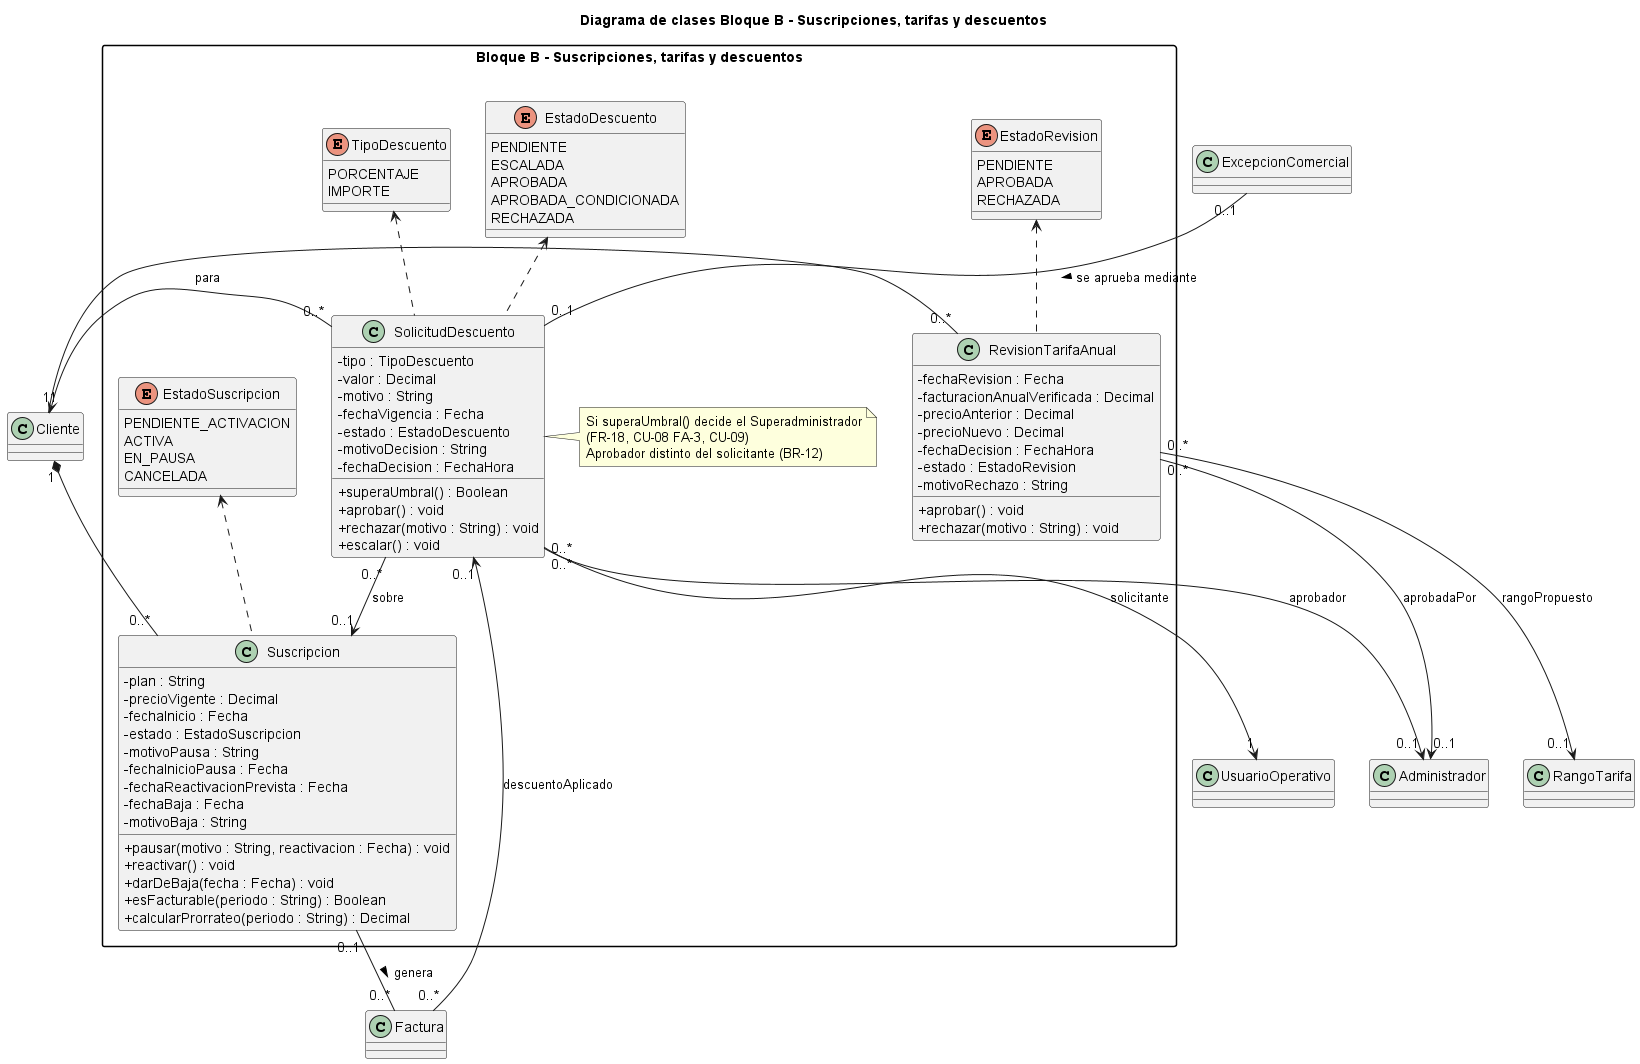 Diagrama de clases Bloque B - Suscripciones, tarifas y descuentos
Bloque B - Suscripciones, tarifas y descuentos
E EstadoDescuento
PENDIENTE
ESCALADA
APROBADA
APROBADA_CONDICIONADA
RECHAZADA
E TipoDescuento
PORCENTAJE
IMPORTE
E EstadoRevision
PENDIENTE
APROBADA
RECHAZADA
C ExcepcionComercial
0..1
se aprueba mediante
para
0..*
0..1
0..*
C SolicitudDescuento
-tipo : TipoDescuento
-valor : Decimal
-motivo : String
-fechaVigencia : Fecha
-estado : EstadoDescuento
-motivoDecision : String
-fechaDecision : FechaHora
+superaUmbral() : Boolean
+aprobar() : void
+rechazar(motivo : String) : void
+escalar() : void
C RevisionTarifaAnual
-fechaRevision : Fecha
-facturacionAnualVerificada : Decimal
-precioAnterior : Decimal
-precioNuevo : Decimal
-fechaDecision : FechaHora
-estado : EstadoRevision
-motivoRechazo : String
+aprobar() : void
+rechazar(motivo : String) : void
E EstadoSuscripcion
PENDIENTE_ACTIVACION
ACTIVA
EN_PAUSA
CANCELADA
Si superaUmbral() decide el Superadministrador
(FR-18, CU-08 FA-3, CU-09)
Aprobador distinto del solicitante (BR-12)
1
1
C Cliente
1
0..*
0..*
0..*
0..*
0..*
0..1
sobre
solicitante
aprobador
aprobadaPor
rangoPropuesto
0..*
0..1
C Suscripcion
-plan : String
-precioVigente : Decimal
-fechaInicio : Fecha
-estado : EstadoSuscripcion
-motivoPausa : String
-fechaInicioPausa : Fecha
-fechaReactivacionPrevista : Fecha
-fechaBaja : Fecha
-motivoBaja : String
+pausar(motivo : String, reactivacion : Fecha) : void
+reactivar() : void
+darDeBaja(fecha : Fecha) : void
+esFacturable(periodo : String) : Boolean
+calcularProrrateo(periodo : String) : Decimal
1
0..1
0..1
0..1
C UsuarioOperativo
C Administrador
C RangoTarifa
descuentoAplicado
0..1
genera
0..*
0..*
C Factura